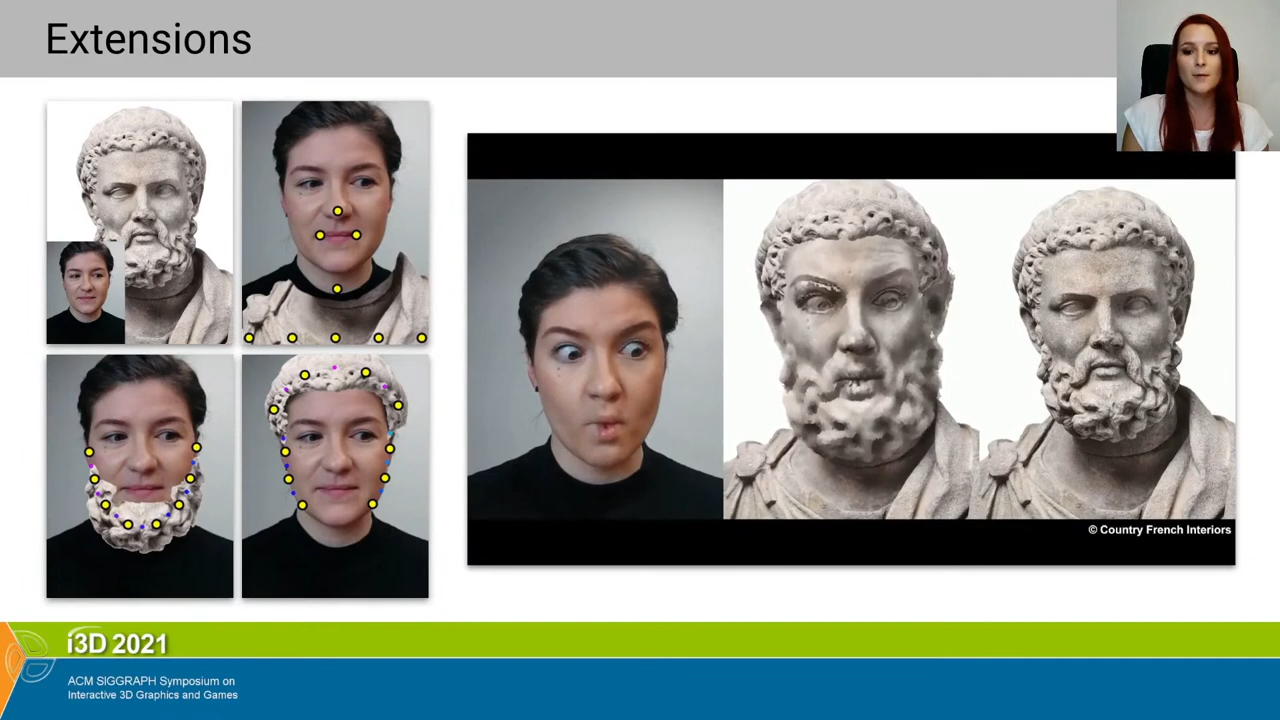 Extensions
© Country French Interiors
i3D 2021
ACM SIGGRAPH Symposium on
Interactive 3D Graphics and Games